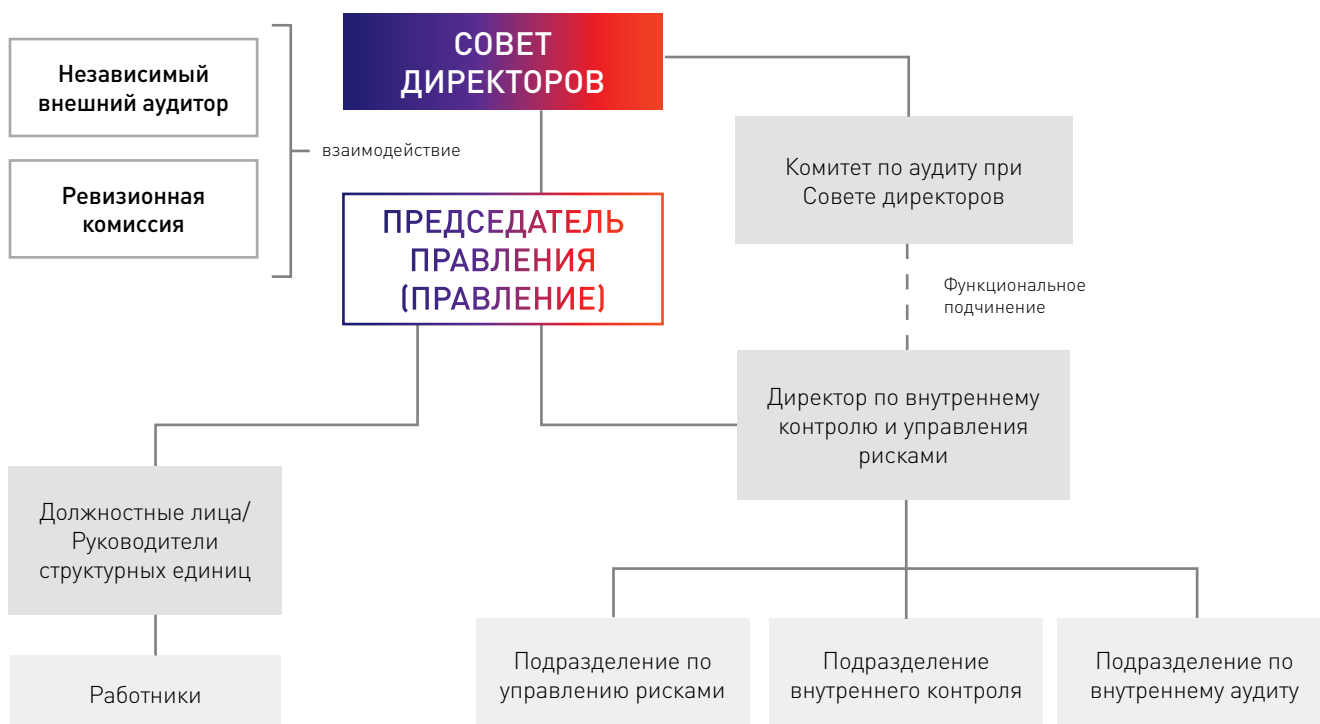 СОВЕТ
ДИРЕКТОРОВ
Независимый
внешний аудитор
Ревизионная
комиссия
взаимодействие
Комитет по аудиту при
Совете директоров
ПРЕДСЕДАТЕЛЬ
ПРАВЛЕНИЯ
(ПРАВЛЕНИЕ)
Функциональное
подчинение
Директор по внутреннему
контролю и управления
рисками
Должностные лица/
Руководители
структурных единиц
Работники
Подразделение по
управлению рисками
Подразделение
внутреннего контроля
Подразделение по
внутреннему аудиту